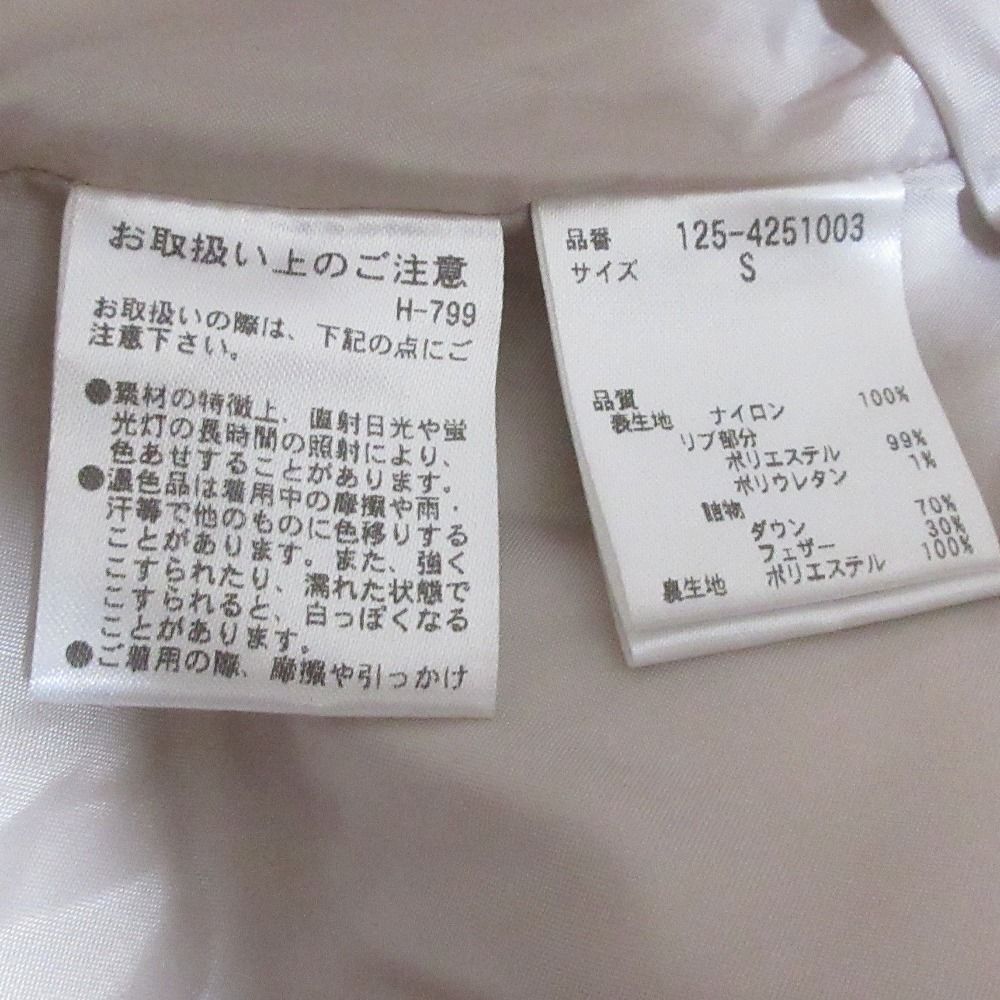 お取扱い上のご注意
H-799
お取扱いの際は、下記の点にご
注意下さい。
●素材の特徴上、直射日光や蛍
光灯の長時間の照射により、
色あせすることがあります。
●濃色品は着用中の摩擦や雨・
汗等で他のものに色移りする
ことがあります。また、強く
こすられたり、濡れた状態で
こすられると、白っぽくなる
ことがあります。
●ご着用の際、摩擦や引っかけ
品番 125-4251003
サイズ S
品質
表生地 ナイロン 100%
リブ部分
ポリエステル 99%
ポリウレタン 1%
詰物
ダウン 70%
フェザー 30%
裏生地 ポリエステル 100%